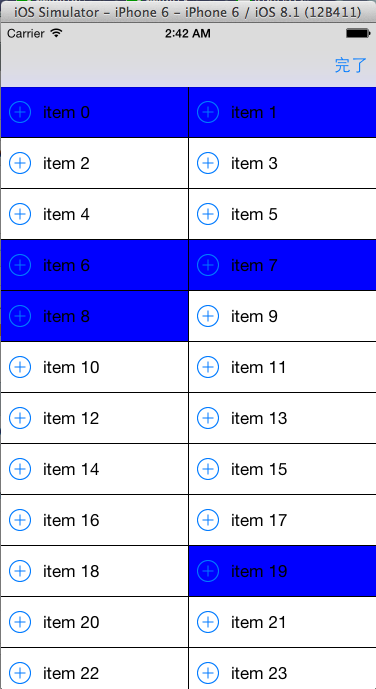 iOS Simulator - iPhone 6 - iPhone 6 / iOS 8.1 (12B411)
Carrier 2:42 AM
完了
item 0 item 1
item 2 item 3
item 4 item 5
item 6 item 7
item 8 item 9
item 10 item 11
item 12 item 13
item 14 item 15
item 16 item 17
item 18 item 19
item 20 item 21
item 22 item 23